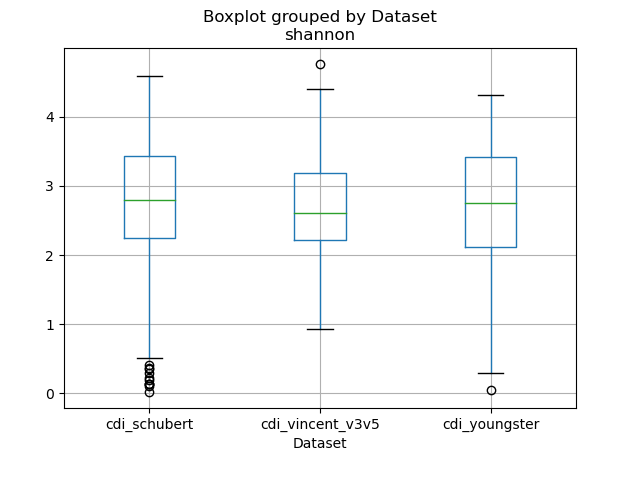 Boxplot grouped by Dataset
shannon
4
3
2
1
0
cdi_schubert cdi_vincent_v3v5 cdi_youngster
Dataset